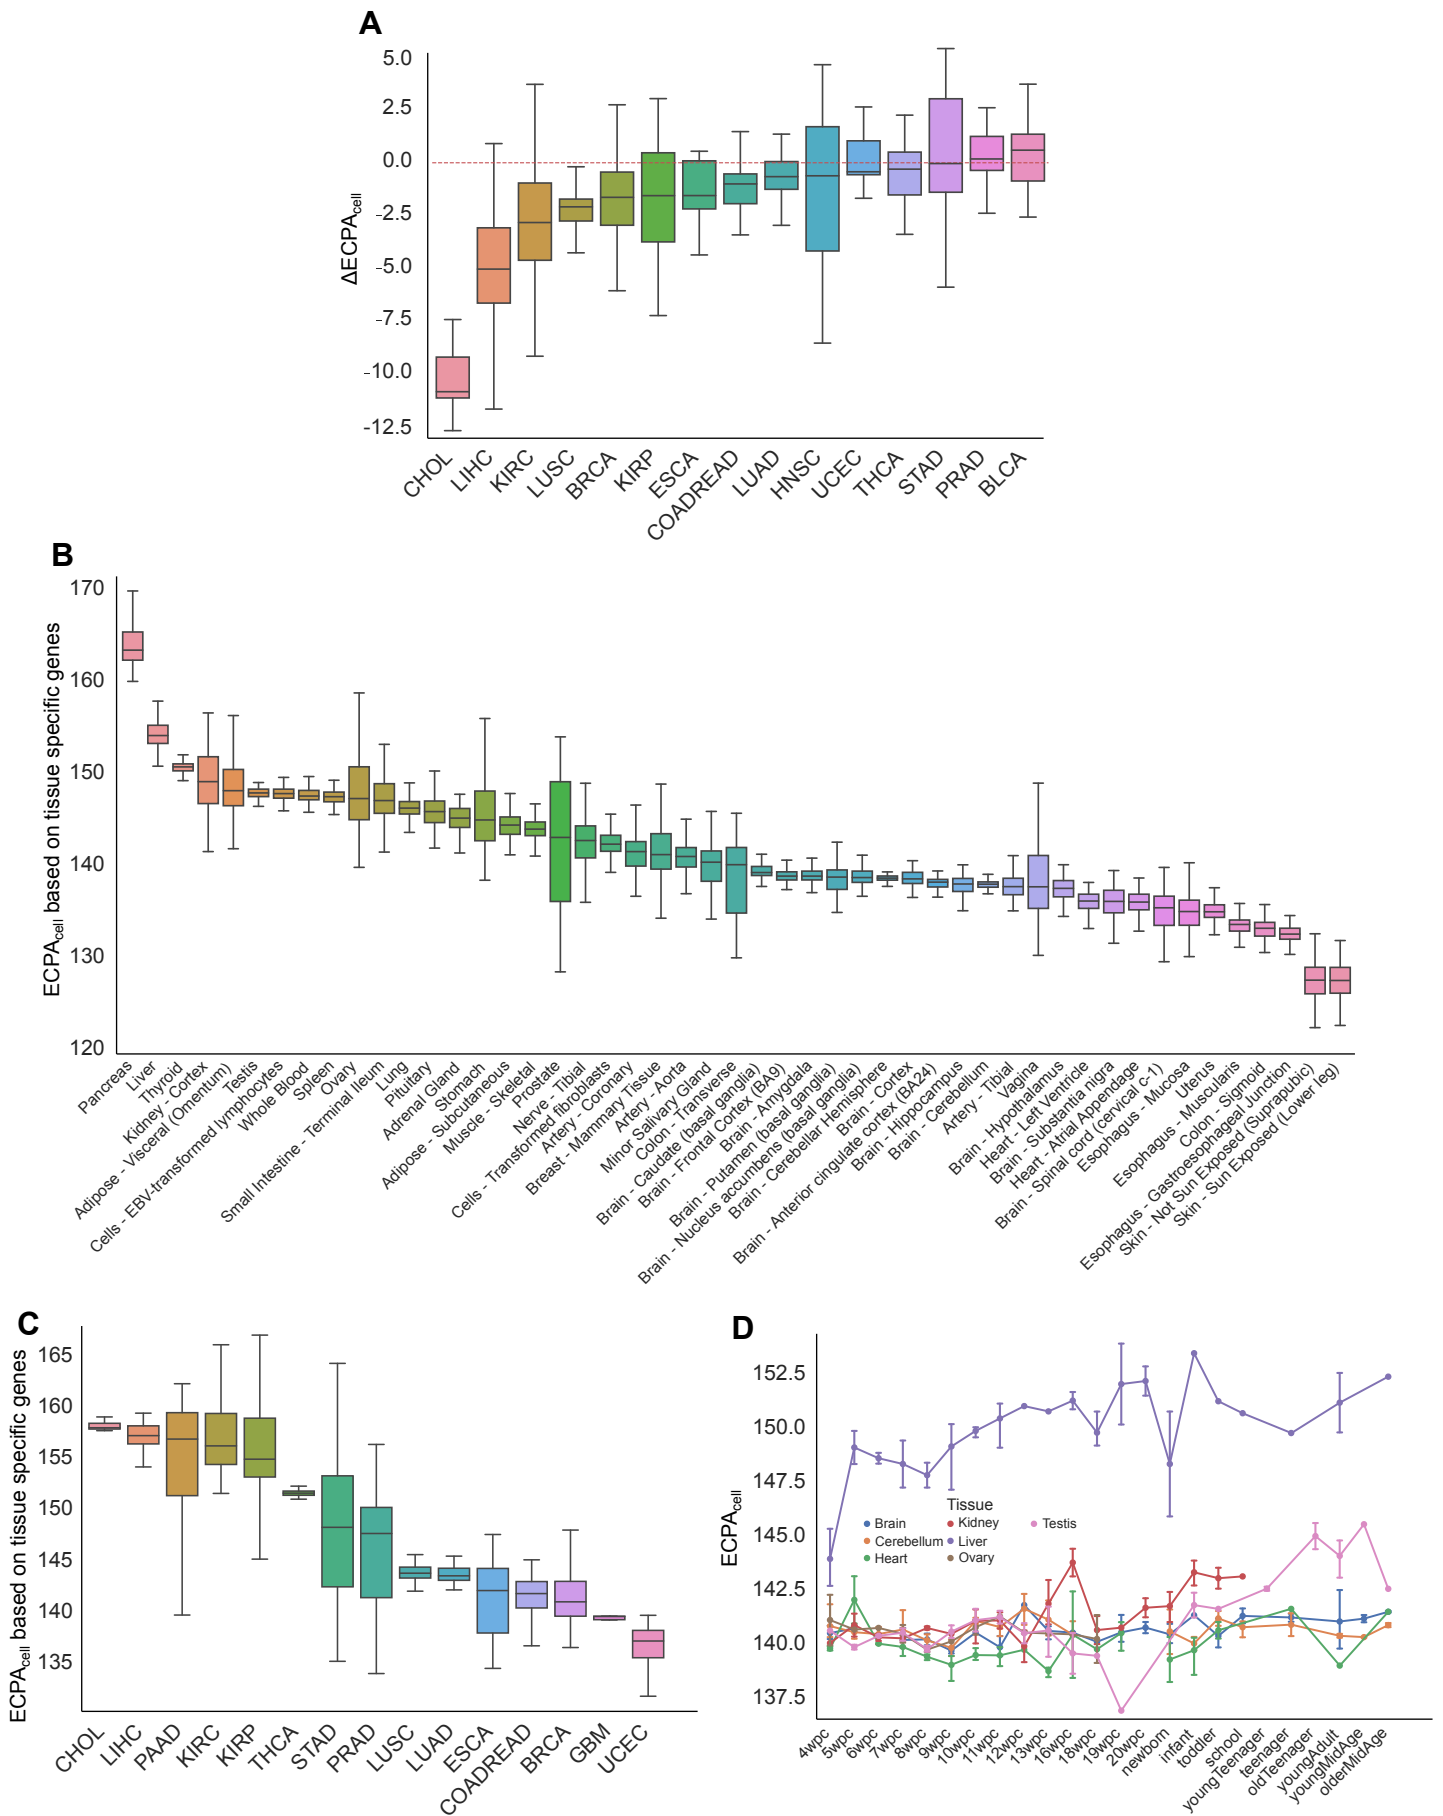 A
ΔECPAcell
5.0
2.5
0.0
-2.5
-5.0
-7.5
-10.0
-12.5
CHOL
LIHC
KIRC
LUSC
BRCA
KIRP
ESCA
COADREAD
LUAD
HNSC
UCEC
THCA
STAD
PRAD
BLCA
B
ECPAcell based on tissue specific genes
170
160
150
140
130
120
Pancreas
Liver
Thyroid
Kidney - Cortex
Adipose - Visceral (Omentum)
Testis
Cells - EBV-transformed lymphocytes
Whole Blood
Spleen
Ovary
Small Intestine - Terminal Ileum
Lung
Pituitary
Adrenal Gland
Stomach
Adipose - Subcutaneous
Muscle - Skeletal
Prostate
Nerve - Tibial
Cells - Transformed fibroblasts
Artery - Coronary
Breast - Mammary Tissue
Artery - Aorta
Minor Salivary Gland
Colon - Transverse
Brain - Caudate (basal ganglia)
Brain - Frontal Cortex (BA9)
Brain - Amygdala
Brain - Putamen (basal ganglia)
Brain - Nucleus accumbens (basal ganglia)
Brain - Cerebellar Hemisphere
Brain - Cortex
Brain - Anterior cingulate cortex (BA24)
Brain - Hippocampus
Brain - Cerebellum
Artery - Tibial
Vagina
Brain - Hypothalamus
Heart - Left Ventricle
Brain - Substantia nigra
Heart - Atrial Appendage
Brain - Spinal cord (cervical c-1)
Esophagus - Mucosa
Uterus
Esophagus - Muscularis
Colon - Sigmoid
Esophagus - Gastroesophageal Junction
Skin - Not Sun Exposed (Suprapubic)
Skin - Sun Exposed (Lower leg)
C
ECPAcell based on tissue specific genes
165
160
155
150
145
140
135
CHOL
LIHC
PAAD
KIRC
KIRP
THCA
STAD
PRAD
LUSC
LUAD
ESCA
COADREAD
BRCA
GBM
UCEC
D
ECPAcell
152.5
150.0
147.5
145.0
142.5
140.0
137.5
Tissue
Brain
Kidney
Testis
Cerebellum
Liver
Heart
Ovary
4wpc
5wpc
6wpc
7wpc
8wpc
9wpc
10wpc
11wpc
12wpc
13wpc
16wpc
18wpc
19wpc
20wpc
newborn
infant
toddler
school
youngTeenager
teenager
oldTeenager
youngAdult
youngMidAge
olderMidAge